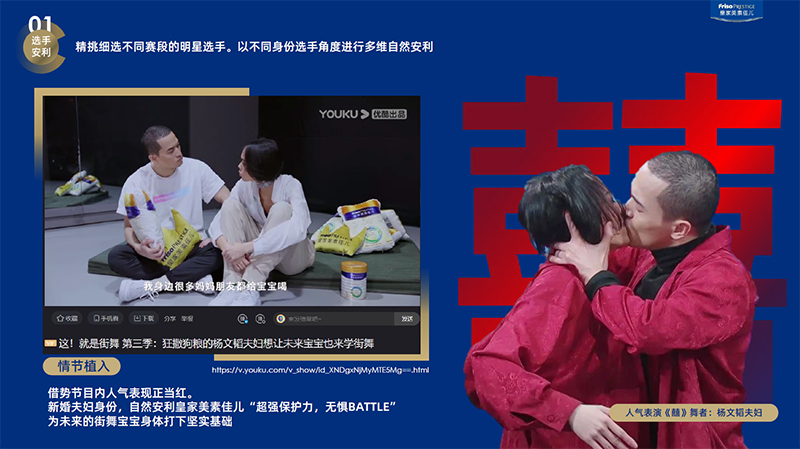 01
选手
安利
精挑细选不同赛段的明星选手。以不同身份选手角度进行多维自然安利
Friso PRESTIGE
皇家美素佳儿
YOUKU 优酷出品
Friso PRESTIGE
皇家美素佳儿
我身边很多妈妈朋友都给宝宝喝
收藏 手机看 下载 分享 举报
发送
这！就是街舞 第三季：狂撒狗粮的杨文韬夫妇想让未来宝宝也来学街舞
情节植入
https://v.youku.com/v_show/id_XNDgxNjMyMTE5Mg==.html
借势节目内人气表现正当红。
新婚夫妇身份，自然安利皇家美素佳儿“超强保护力，无惧BATTLE”
为未来的街舞宝宝身体打下坚实基础
囍
人气表演《囍》舞者：杨文韬夫妇